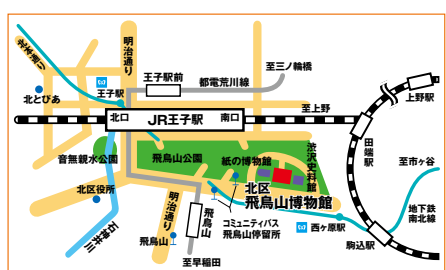 北本通り
明治通り
王子駅前
都電荒川線
至三ノ輪橋
上野駅
王子駅
北とぴあ
至上野
北口
JR王子駅
南口
田端駅
音無親水公園
飛鳥山公園
紙の博物館
渋沢史料館
至市ヶ谷
北区
飛鳥山博物館
北区役所
明治通り
飛鳥山
コミュニティバス
飛鳥山停留所
地下鉄
南北線
石神井川
飛鳥山
西ヶ原駅
駒込駅
至早稲田